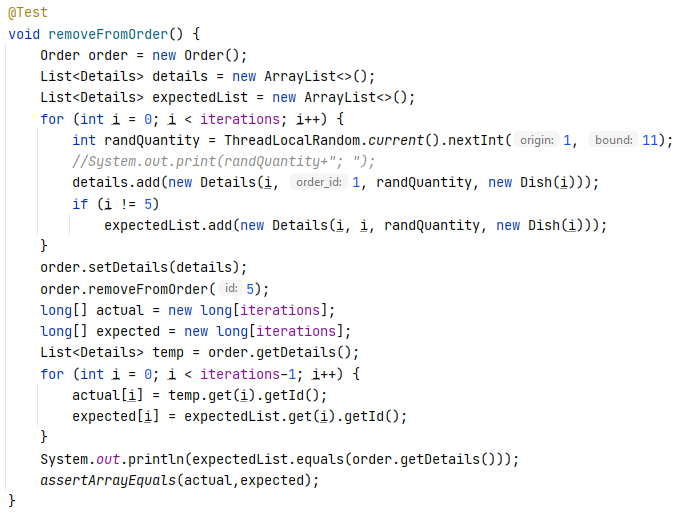 @Test
void removeFromOrder() {
    Order order = new Order();
    List<Details> details = new ArrayList<>();
    List<Details> expectedList = new ArrayList<>();
    for (int i = 0; i < iterations; i++) {
        int randQuantity = ThreadLocalRandom.current().nextInt( origin: 1, bound: 11);
        //System.out.print(randQuantity+"; ");
        details.add(new Details(i, order_id: 1, randQuantity, new Dish(i)));
        if (i != 5)
            expectedList.add(new Details(i, i, randQuantity, new Dish(i)));
    }
    order.setDetails(details);
    order.removeFromOrder( id: 5);
    long[] actual = new long[iterations];
    long[] expected = new long[iterations];
    List<Details> temp = order.getDetails();
    for (int i = 0; i < iterations-1; i++) {
        actual[i] = temp.get(i).getId();
        expected[i] = expectedList.get(i).getId();
    }
    System.out.println(expectedList.equals(order.getDetails()));
    assertArrayEquals(actual,expected);
}